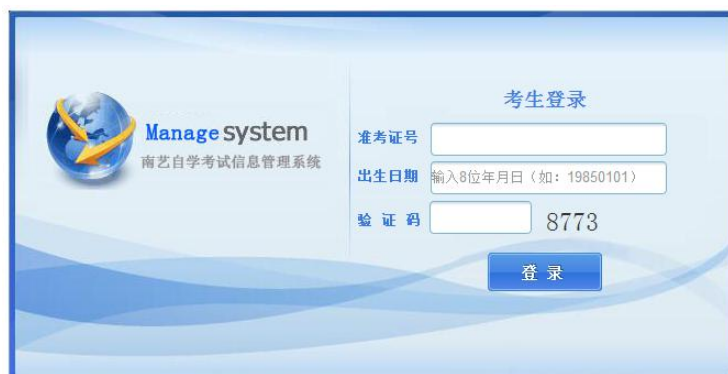 考生登录
Manage system
南艺自学考试信息管理系统
准考证号
出生日期 输入8位年月日（如：19850101）
验 证 码 8773
登 录